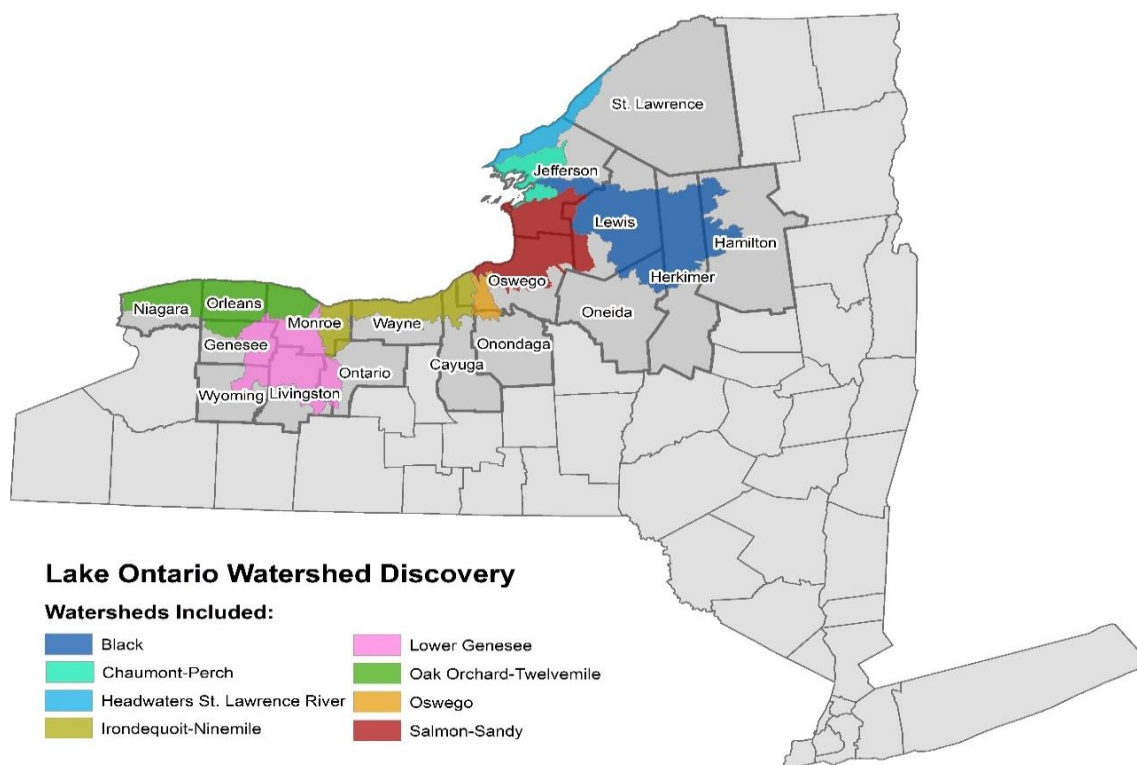 St. Lawrence
Jefferson
Lewis
Hamilton
Herkimer
Oswego
Oneida
Niagara
Orleans
Monroe
Wayne
Genesee
Onondaga
Cayuga
Ontario
Wyoming
Livingston
Lake Ontario Watershed Discovery
Watersheds Included:
Black
Chaumont-Perch
Headwaters St. Lawrence River
Irondequoit-Ninemile
Lower Genesee
Oak Orchard-Twelvemile
Oswego
Salmon-Sandy